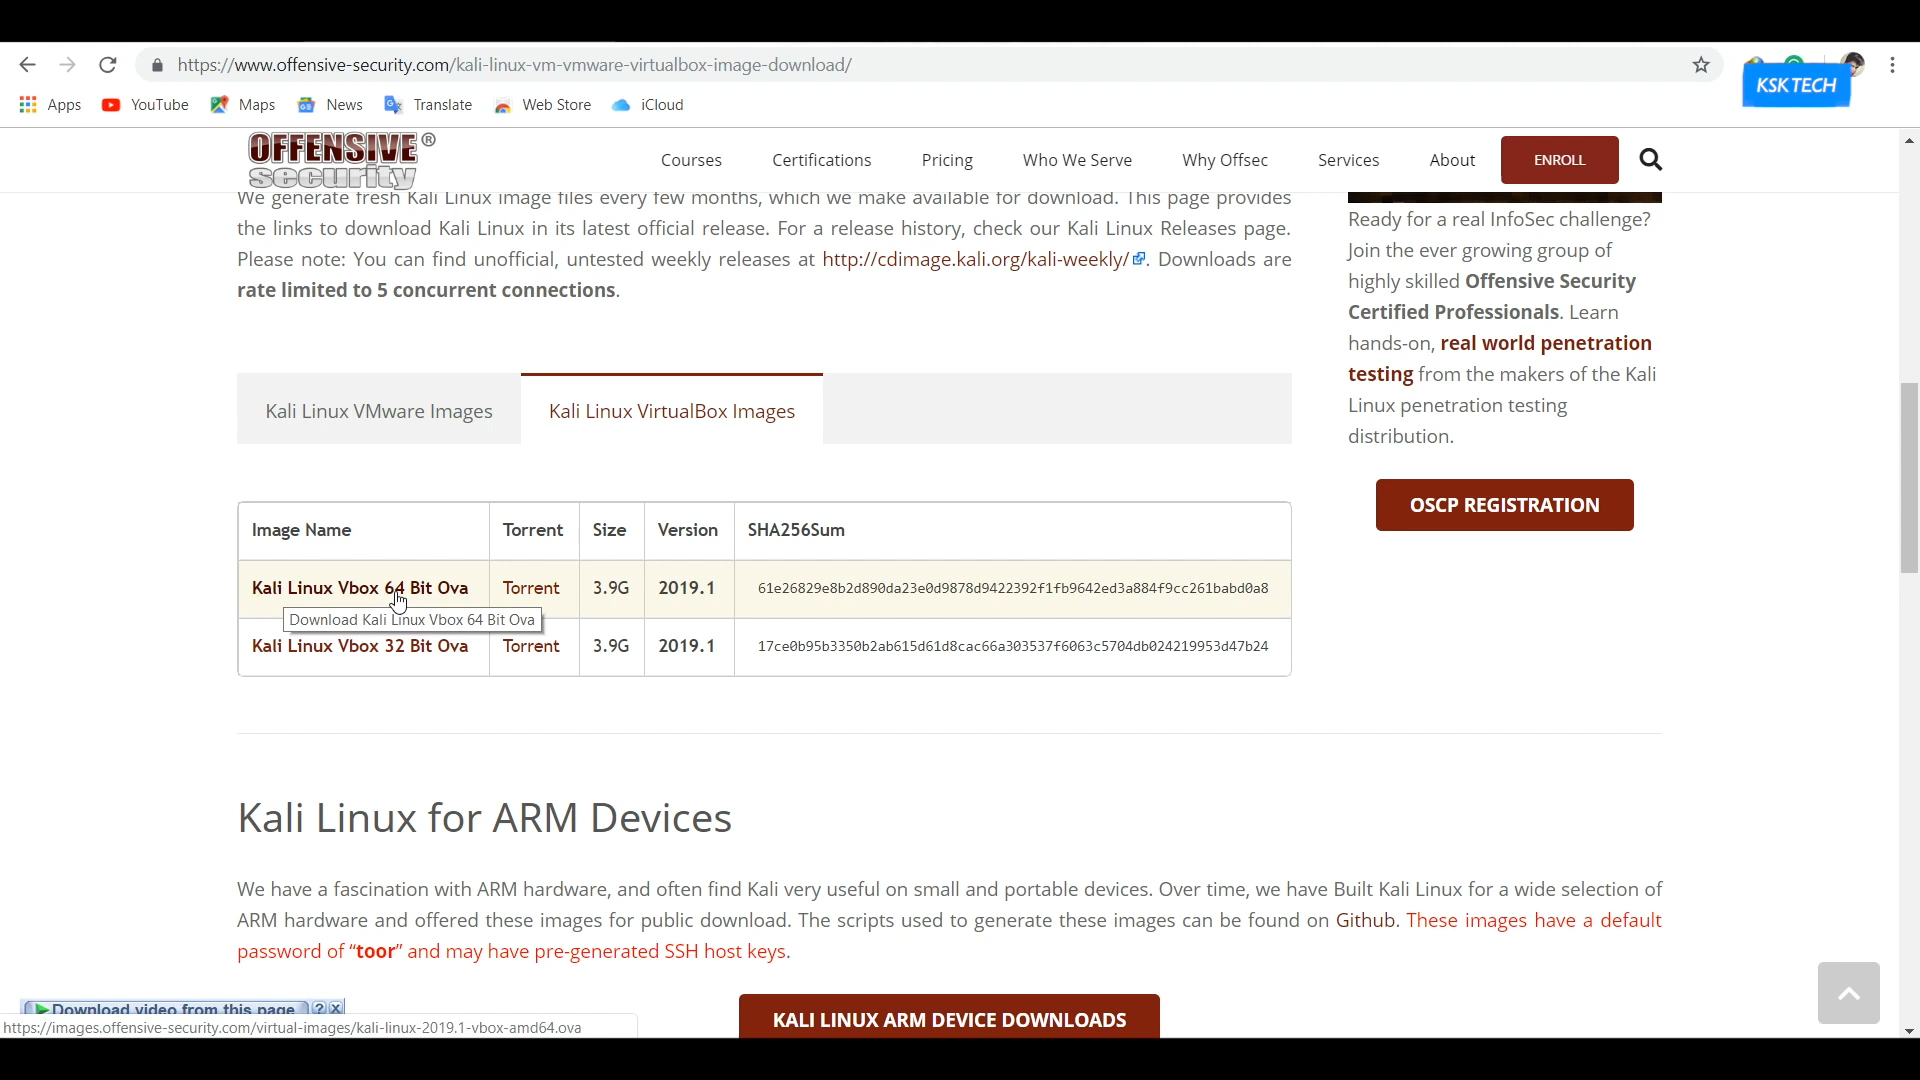 https://www.offensive-security.com/kali-linux-vm-vmware-virtualbox-image-download/
KSK TECH
Apps YouTube Maps News Translate Web Store iCloud
OFFENSIVE®
security
Courses Certifications Pricing Who We Serve Why Offsec Services About ENROLL
We generate fresh Kali Linux image files every few months, which we make available for download. This page provides
the links to download Kali Linux in its latest official release. For a release history, check our Kali Linux Releases page.
Please note: You can find unofficial, untested weekly releases at http://cdimage.kali.org/kali-weekly/. Downloads are
rate limited to 5 concurrent connections.
Ready for a real InfoSec challenge?
Join the ever growing group of
highly skilled Offensive Security
Certified Professionals. Learn
hands-on, real world penetration
testing from the makers of the Kali
Linux penetration testing
distribution.
OSCP REGISTRATION
Kali Linux VMware Images Kali Linux VirtualBox Images
Image Name Torrent Size Version SHA256Sum
Kali Linux Vbox 64 Bit Ova Torrent 3.9G 2019.1 61e26829e8b2d890da23e0d9878d9422392f1fb9642ed3a884f9cc261babd0a8
Download Kali Linux Vbox 64 Bit Ova
Kali Linux Vbox 32 Bit Ova Torrent 3.9G 2019.1 17ce0b95b3350b2ab615d61d8cac66a303537f6063c5704db024219953d47b24
Kali Linux for ARM Devices
We have a fascination with ARM hardware, and often find Kali very useful on small and portable devices. Over time, we have Built Kali Linux for a wide selection of
ARM hardware and offered these images for public download. The scripts used to generate these images can be found on Github. These images have a default
password of “toor” and may have pre-generated SSH host keys.
KALI LINUX ARM DEVICE DOWNLOADS
Download video from this page ? X
https://images.offensive-security.com/virtual-images/kali-linux-2019.1-vbox-amd64.ova